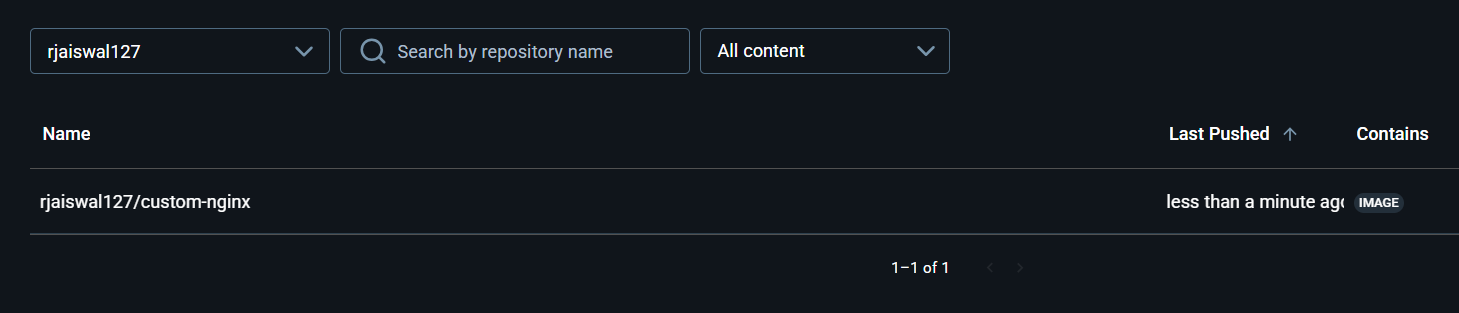 rjaiswal127 Search by repository name All content
Name Last Pushed Contains
rjaiswal127/custom-nginx less than a minute ago IMAGE
1–1 of 1